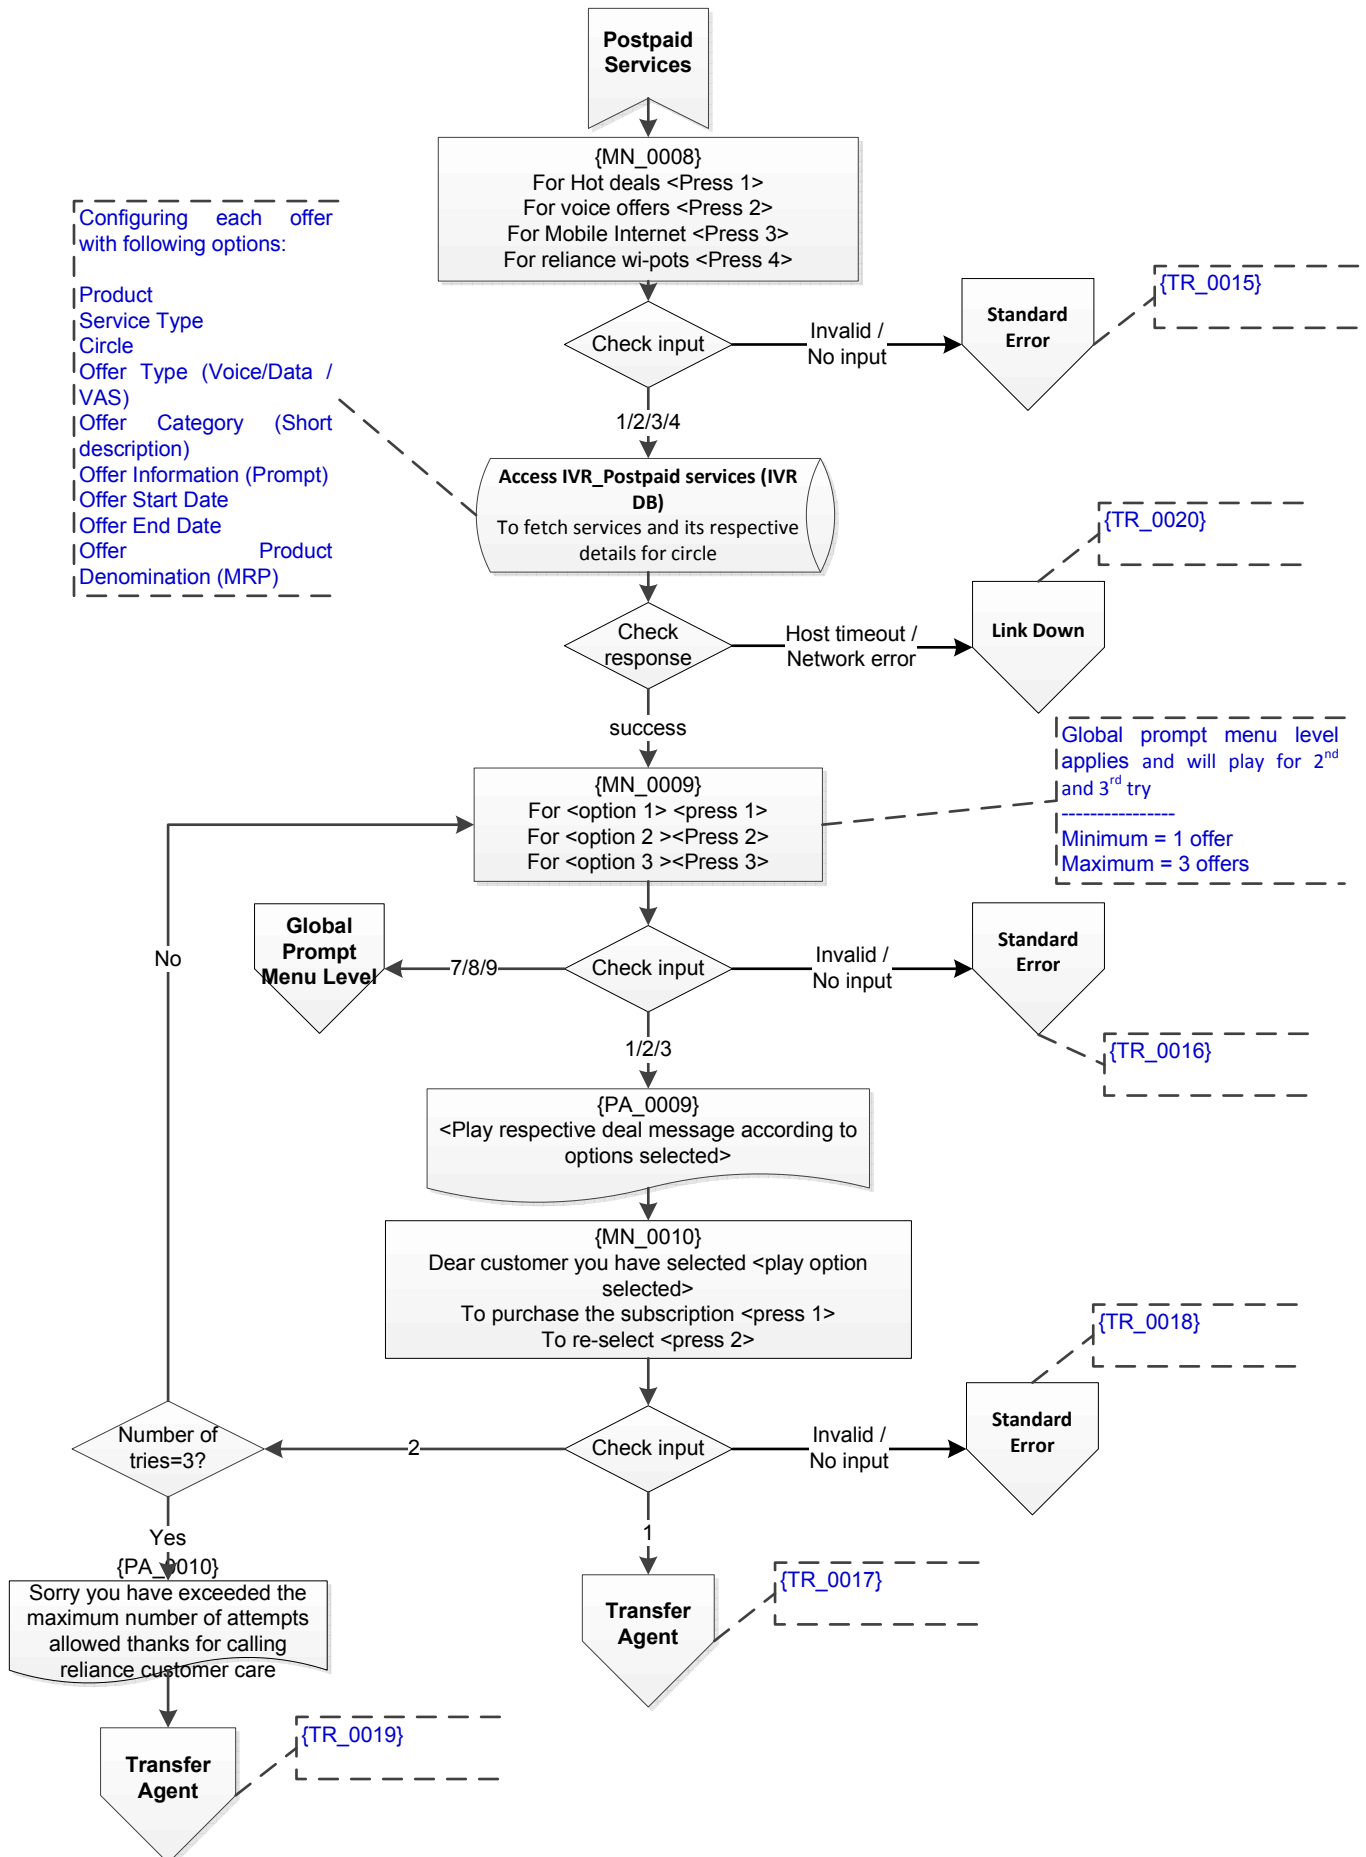 Postpaid
Services
{MN_0008}
For Hot deals <Press 1>
For voice offers <Press 2>
For Mobile Internet <Press 3>
For reliance wi-pots <Press 4>
Configuring each offer
with following options:
Product
Service Type
Circle
Offer Type (Voice/Data /
VAS)
Offer Category (Short
description)
Offer Information (Prompt)
Offer Start Date
Offer End Date
Offer Product
Denomination (MRP)
Check input
Invalid /
No input
Standard
Error
{TR_0015}
1/2/3/4
Access IVR_Postpaid services (IVR
DB)
To fetch services and its respective
details for circle
{TR_0020}
Check
response
Host timeout /
Network error
Link Down
success
Global prompt menu level
applies and will play for 2nd
and 3rd try
----------------
Minimum = 1 offer
Maximum = 3 offers
{MN_0009}
For <option 1> <press 1>
For <option 2 ><Press 2>
For <option 3 ><Press 3>
No
Global
Prompt
Menu Level
7/8/9
Check input
Invalid /
No input
Standard
Error
{TR_0016}
1/2/3
{PA_0009}
<Play respective deal message according to
options selected>
{MN_0010}
Dear customer you have selected <play option
selected>
To purchase the subscription <press 1>
To re-select <press 2>
{TR_0018}
Number of
tries=3?
2
Check input
Invalid /
No input
Standard
Error
Yes
1
{PA_0010}
Sorry you have exceeded the
maximum number of attempts
allowed thanks for calling
reliance customer care
Transfer
Agent
{TR_0017}
Transfer
Agent
{TR_0019}